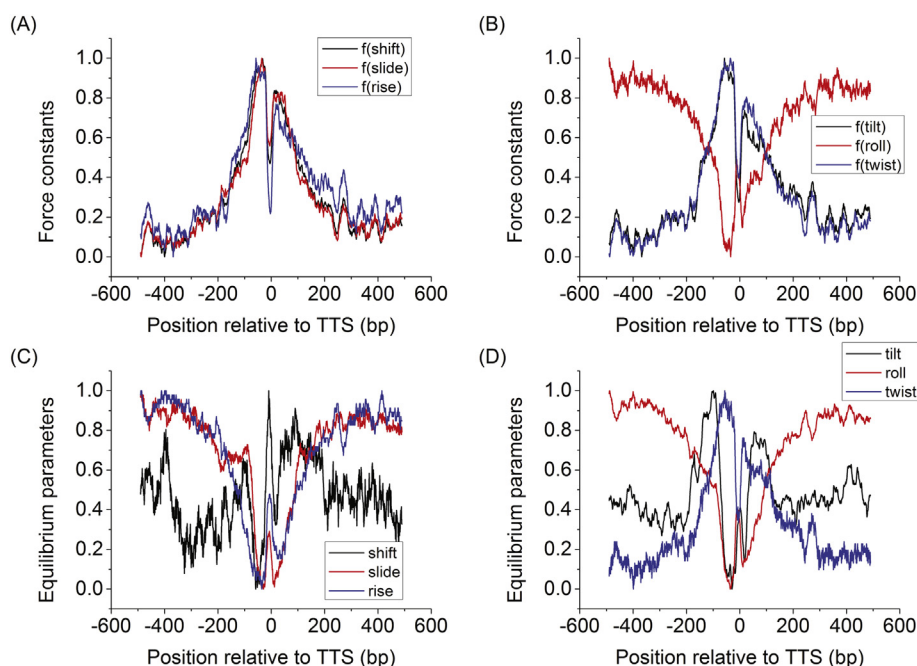 (A)
Force constants
1.0
0.8
0.6
0.4
0.2
0.0
f(shift)
f(slide)
f(rise)
-600 -400 -200 0 200 400 600
Position relative to TTS (bp)
(B)
Force constants
1.0
0.8
0.6
0.4
0.2
0.0
f(tilt)
f(roll)
f(twist)
-600 -400 -200 0 200 400 600
Position relative to TTS (bp)
(C)
Equilibrium parameters
1.0
0.8
0.6
0.4
0.2
0.0
shift
slide
rise
-600 -400 -200 0 200 400 600
Position relative to TTS (bp)
(D)
Equilibrium parameters
1.0
0.8
0.6
0.4
0.2
0.0
tilt
roll
twist
-600 -400 -200 0 200 400 600
Position relative to TTS (bp)